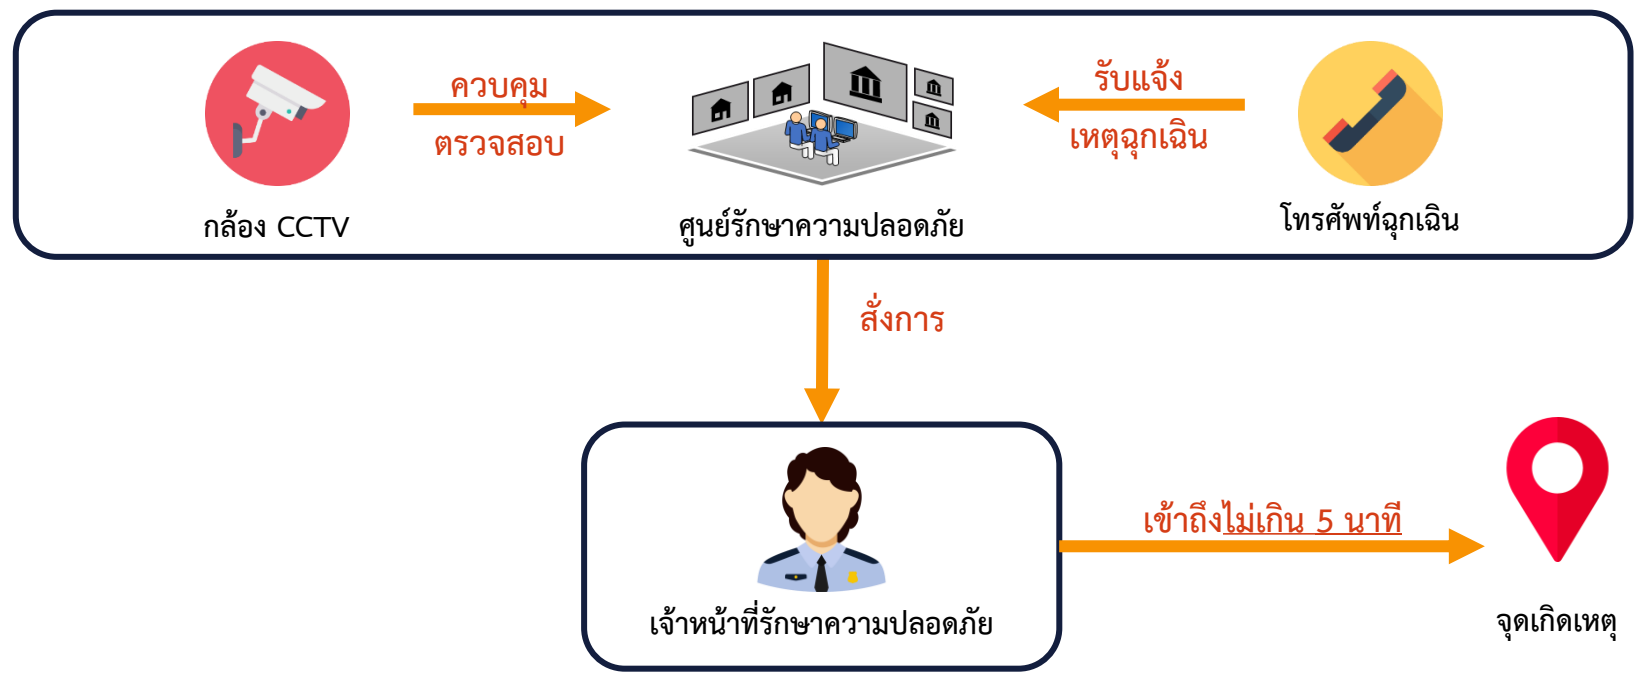 ควบคุม
ตรวจสอบ
รับแจ้ง
เหตุฉุกเฉิน
กล้อง CCTV
ศูนย์รักษาความปลอดภัย
โทรศัพท์ฉุกเฉิน
สั่งการ
เข้าถึงไม่เกิน 5 นาที
เจ้าหน้าที่รักษาความปลอดภัย
จุดเกิดเหตุ